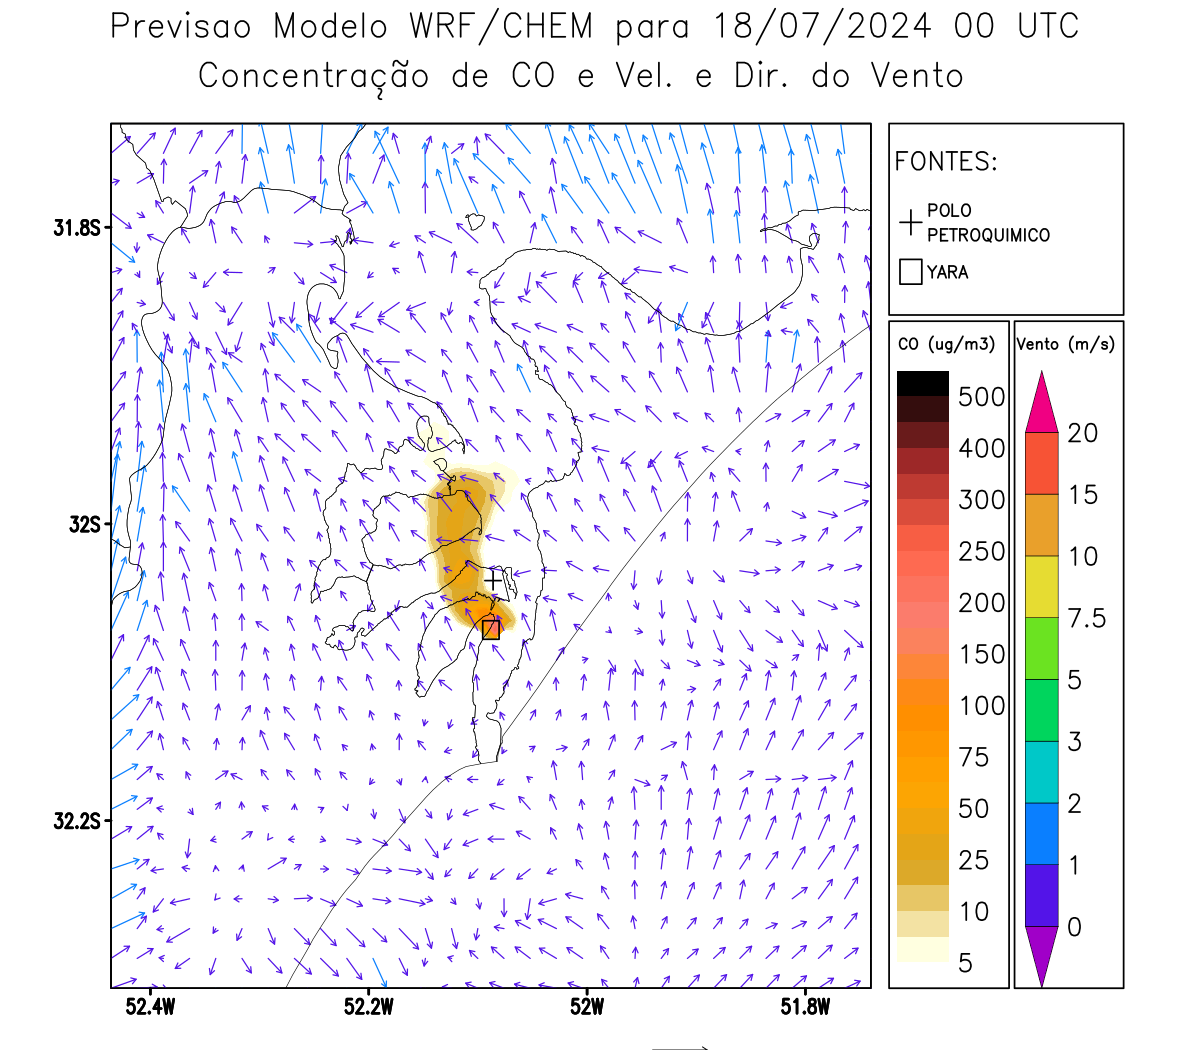 Previsao Modelo WRF/CHEM para 18/07/2024 00 UTC
Concentração de CO e Vel. e Dir. do Vento
FONTES:
POLO
PETROQUIMICO
YARA
CO (ug/m3)
500
400
300
250
200
150
100
75
50
25
10
5
Vento (m/s)
20
15
10
7.5
5
3
2
1
0
31.8S
32S
32.2S
52.4W
52.2W
52W
51.8W